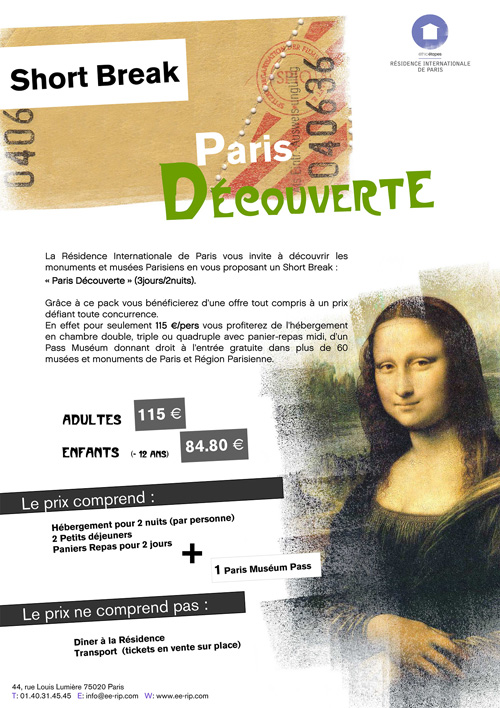 Short Break
éthic étapes
RÉSIDENCE INTERNATIONALE
DE PARIS
040636
040636
Paris
DÉCOUVERTE
La Résidence Internationale de Paris vous invite à découvrir les
monuments et musées Parisiens en vous proposant un Short Break :
« Paris Découverte » (3jours/2nuits).
Grâce à ce pack vous bénéficierez d'une offre tout compris à un prix
défiant toute concurrence.
En effet pour seulement 115 €/pers vous profiterez de l'hébergement
en chambre double, triple ou quadruple avec panier-repas midi, d'un
Pass Muséum donnant droit à l'entrée gratuite dans plus de 60
musées et monuments de Paris et Région Parisienne.
ADULTES 115 €
ENFANTS (- 12 ANS) 84.80 €
Le prix comprend :
Hébergement pour 2 nuits (par personne)
2 Petits déjeuners
Paniers Repas pour 2 jours
+
1 Paris Muséum Pass
Le prix ne comprend pas :
Diner à la Résidence
Transport (tickets en vente sur place)
44, rue Louis Lumière 75020 Paris
T: 01.40.31.45.45 E: info@ee-rip.com W: www.ee-rip.com